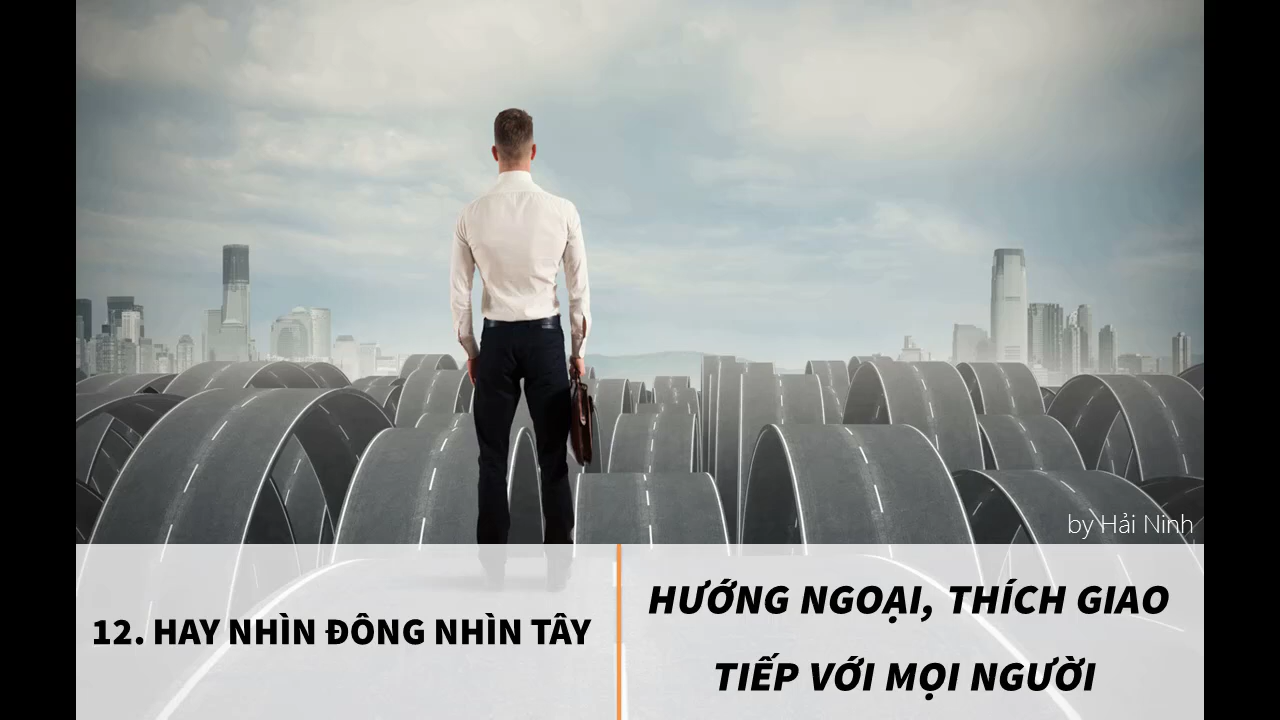 by Hải Ninh
12. HAY NHÌN ĐÔNG NHÌN TÂY
HƯỚNG NGOẠI, THÍCH GIAO
TIẾP VỚI MỌI NGƯỜI